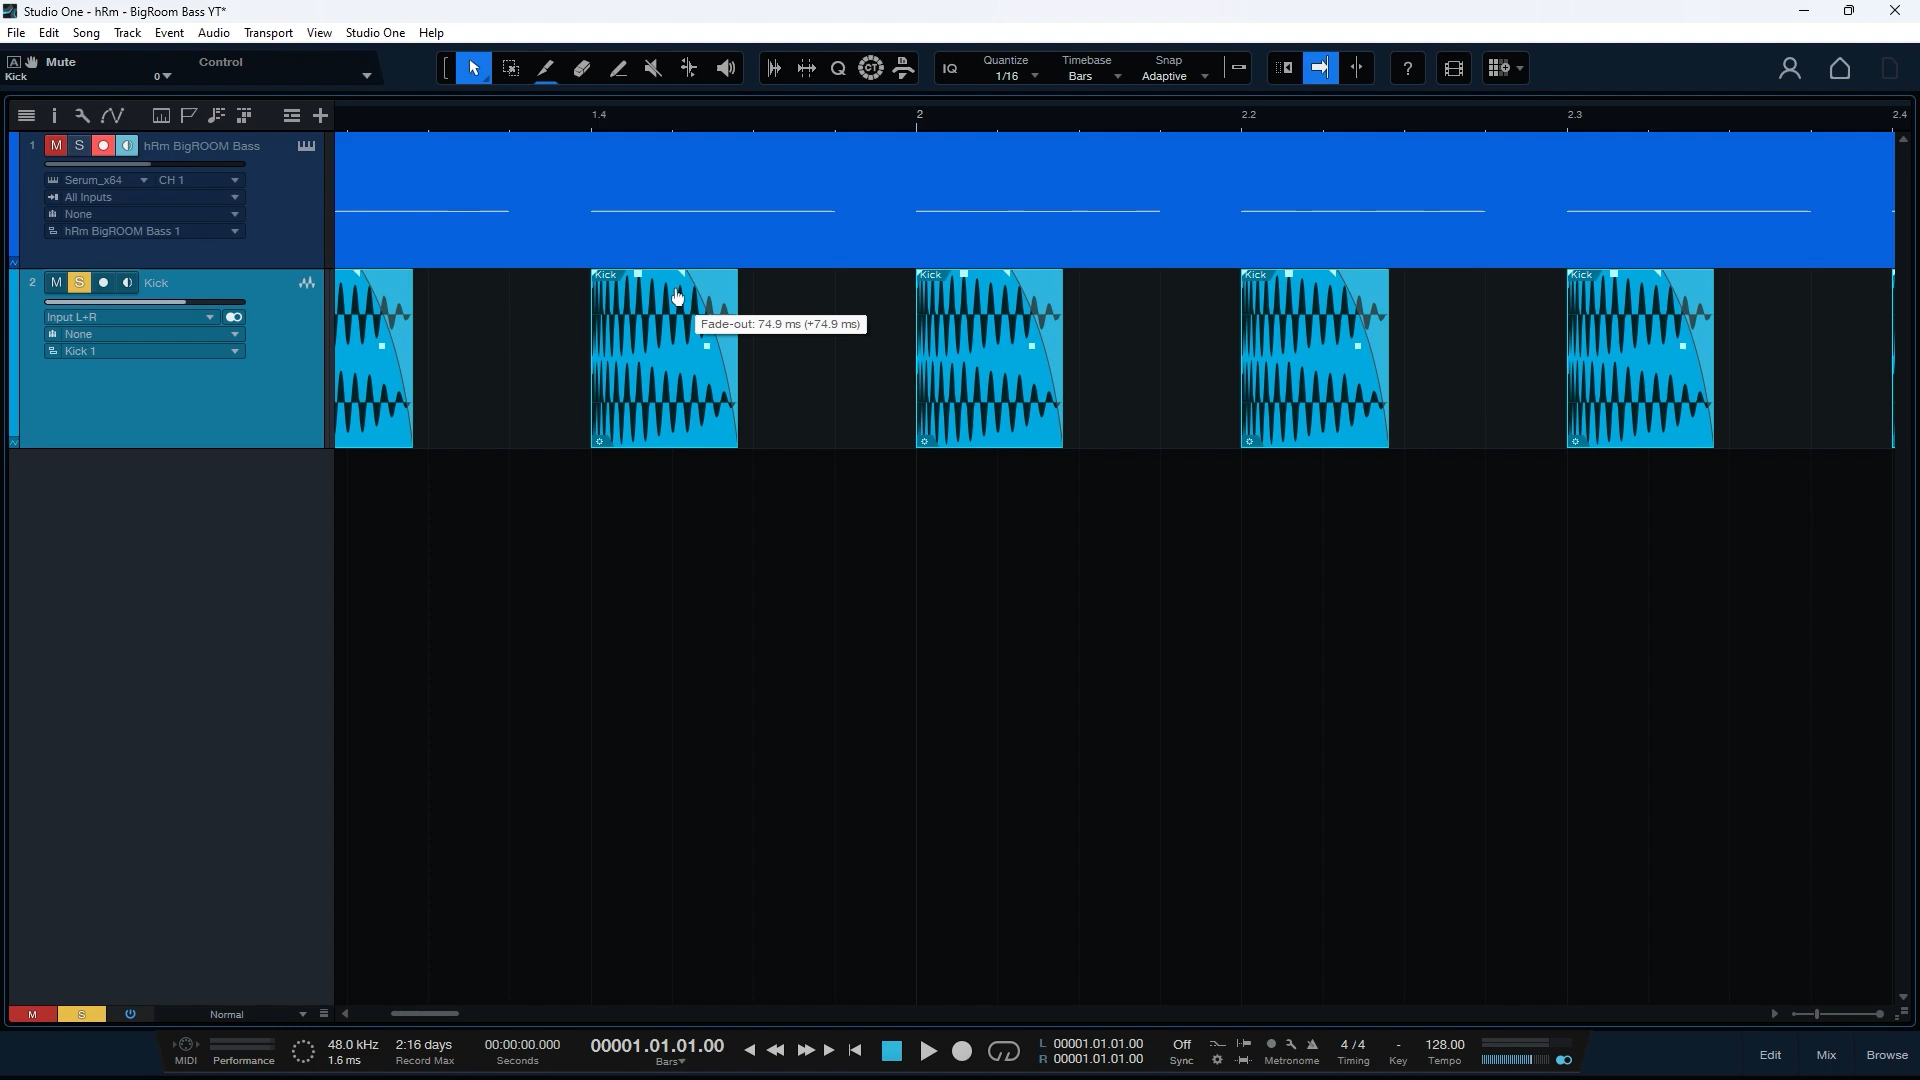 Studio One - hRm - BigRoom Bass YT*
File Edit Song Track Event Audio Transport View Studio One Help
A Mute Control
Kick 0
IQ Quantize Timebase Snap
1/16 Bars Adaptive
Q CT ?
1.4 2 2.2 2.3 2.4
1 M S hRm BigROOM Bass
Serum_x64 CH 1
All Inputs
None
hRm BigROOM Bass 1
2 M S Kick
Input L+R
None
Kick 1
Kick Kick Kick Kick
Fade-out: 74.9 ms (+74.9 ms)
M S Normal
MIDI Performance
48.0 kHz 2:16 days 00:00:00.000 00001.01.01.00
1.6 ms Record Max Seconds Bars
L 00001.01.01.00
R 00001.01.01.00
Off 4 / 4 - 128.00
Sync Metronome Timing Key Tempo
Edit Mix Browse